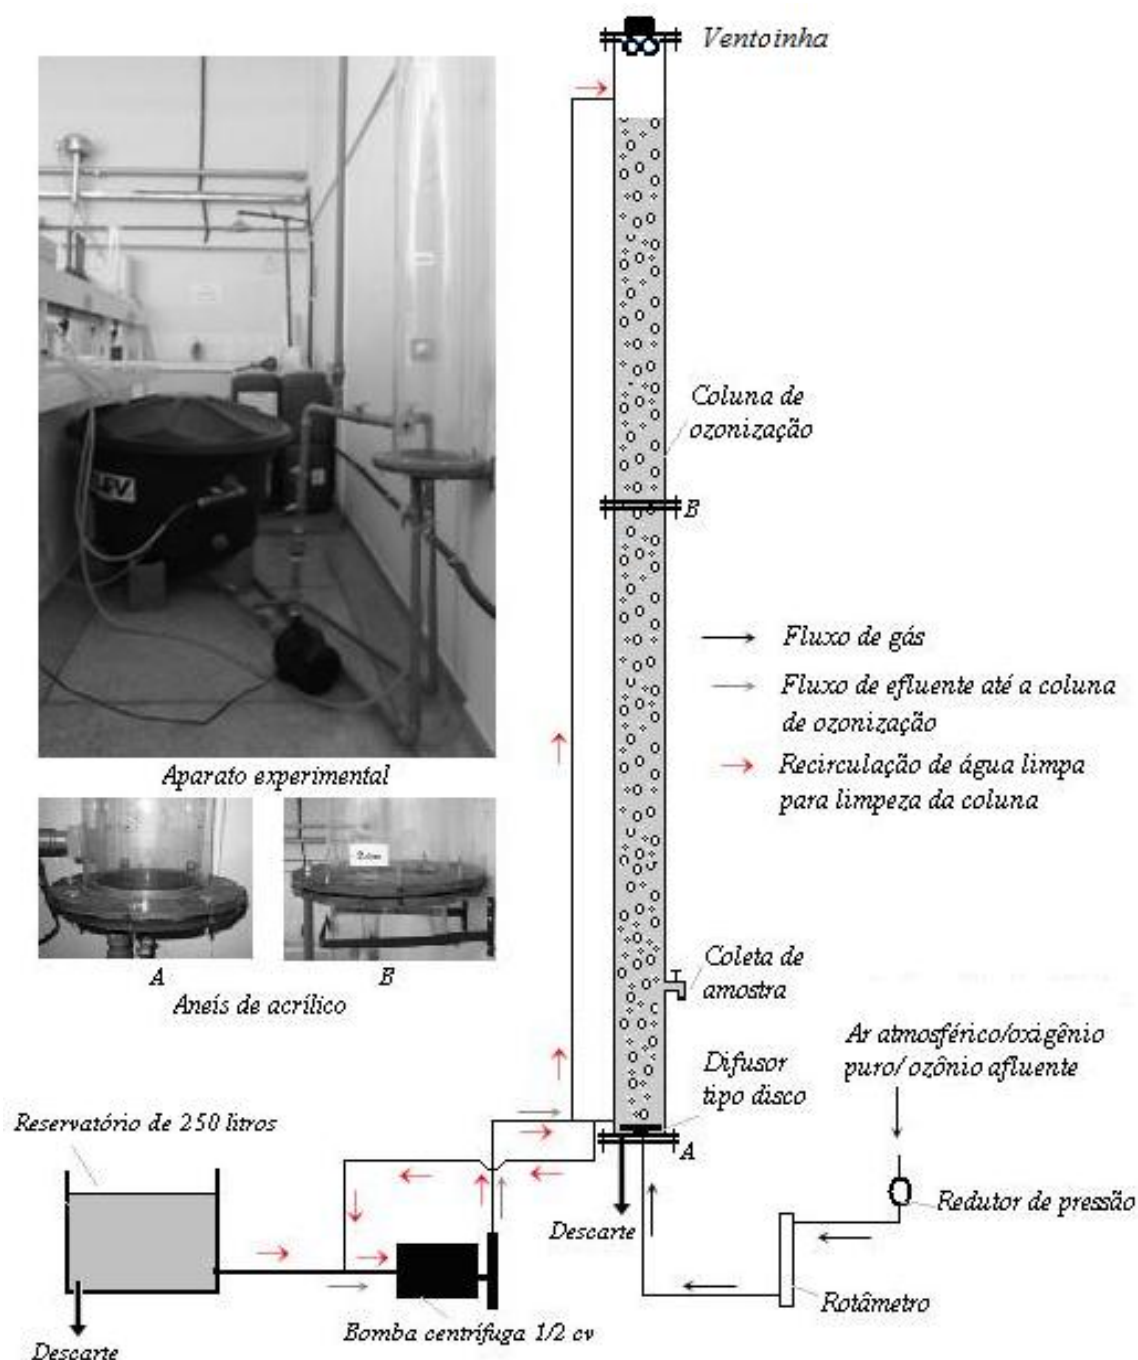 Ventoinha
Coluna de
ozonização
B
Fluxo de gás
Fluxo de efluente até a coluna
de ozonização
Recirculação de água limpa
para limpeza da coluna
Aparato experimental
A
B
Aneís de acrílico
Coleta de
amostra
Ar atmosférico/oxigênio
puro/ ozônio afluente
Difusor
tipo disco
A
Reservatório de 250 litros
Redutor de pressão
Descarte
Rotâmetro
Bomba centrífuga 1/2 cv
Descarte